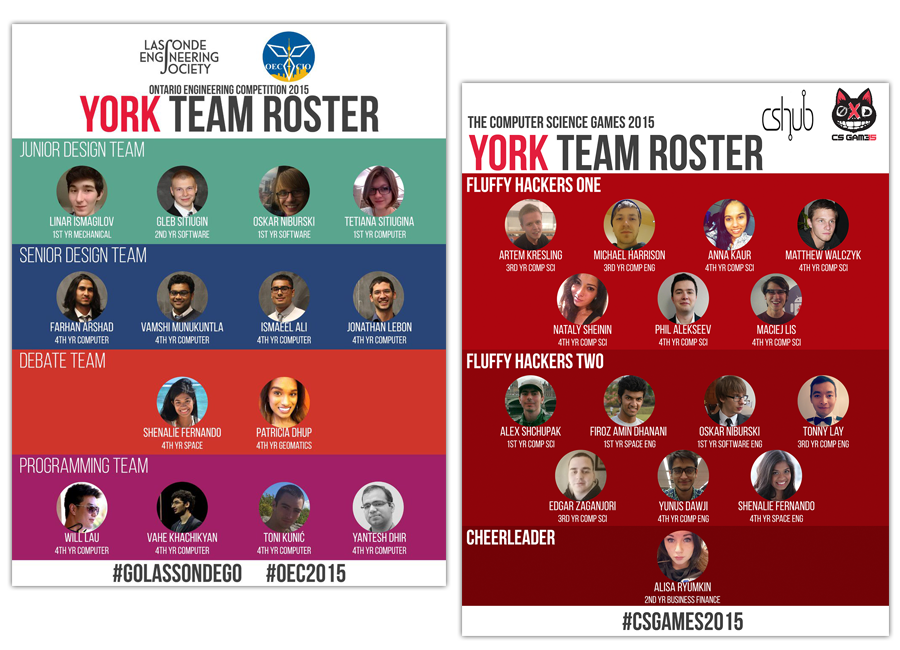 LASSONDE
ENGINEERING
SOCIETY
OEC CIO
ONTARIO ENGINEERING COMPETITION 2015
YORK TEAM ROSTER
JUNIOR DESIGN TEAM
LINAR ISMAGILOV
1ST YR MECHANICAL
GLEB SITIUGIN
2ND YR SOFTWARE
OSKAR NIBURSKI
1ST YR SOFTWARE
TETIANA SITIUGINA
1ST YR COMPUTER
SENIOR DESIGN TEAM
FARHAN ARSHAD
4TH YR COMPUTER
VAMSHI MUNUKUNTLA
4TH YR COMPUTER
ISMAEEL ALI
4TH YR COMPUTER
JONATHAN LEBON
4TH YR COMPUTER
DEBATE TEAM
SHENALIE FERNANDO
4TH YR SPACE
PATRICIA DHUP
4TH YR GEOMATICS
PROGRAMMING TEAM
WILL LAU
4TH YR COMPUTER
VAHE KHACHIKYAN
4TH YR COMPUTER
TONI KUNIĆ
4TH YR COMPUTER
YANTESH DHIR
4TH YR COMPUTER
#GOLASSONDEGO #OEC2015
cshub
0XD
CS GAMES15
THE COMPUTER SCIENCE GAMES 2015
YORK TEAM ROSTER
FLUFFY HACKERS ONE
ARTEM KRESLING
3RD YR COMP SCI
MICHAEL HARRISON
3RD YR COMP ENG
ANNA KAUR
4TH YR COMP SCI
MATTHEW WALCZYK
4TH YR COMP SCI
NATALY SHEININ
4TH YR COMP SCI
PHIL ALEKSEEV
4TH YR COMP SCI
MACIEJ LIS
4TH YR COMP SCI
FLUFFY HACKERS TWO
ALEX SHCHUPAK
1ST YR COMP SCI
FIROZ AMIN DHANANI
1ST YR SPACE ENG
OSKAR NIBURSKI
1ST YR SOFTWARE ENG
TONNY LAY
3RD YR COMP ENG
EDGAR ZAGANJORI
3RD YR COMP SCI
YUNUS DAWJI
4TH YR COMP ENG
SHENALIE FERNANDO
4TH YR SPACE ENG
CHEERLEADER
ALISA RYUMKIN
2ND YR BUSINESS FINANCE
#CSGAMES2015